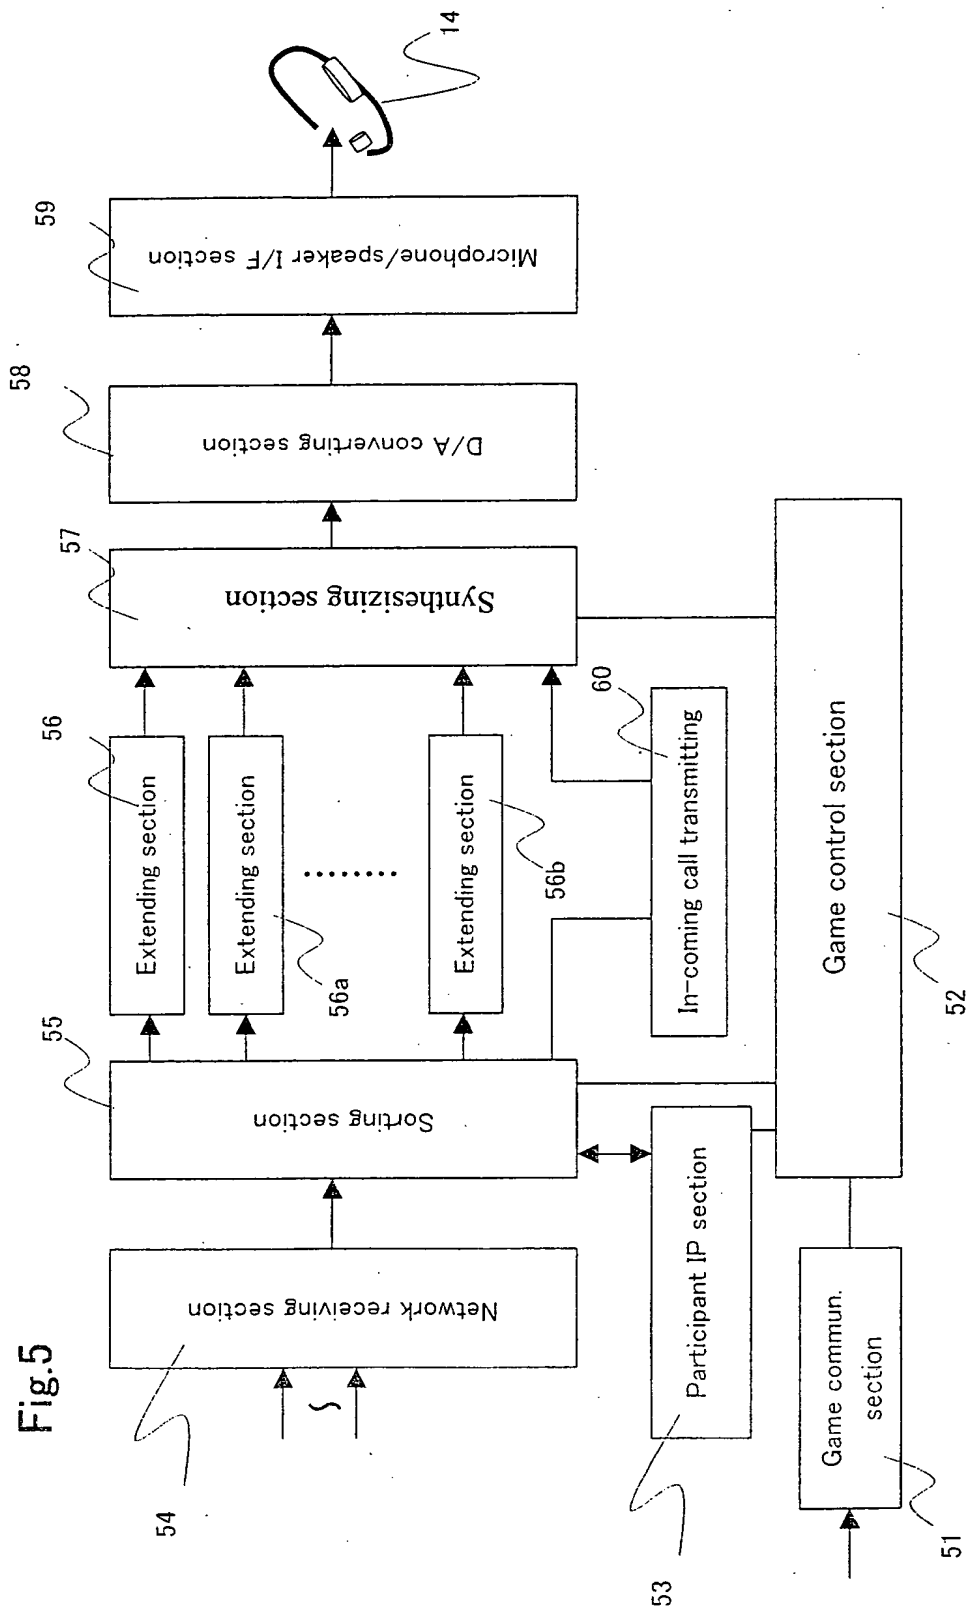 Fig.5
54
Network receiving section
55
Sorting section
56
Extending section
56a
Extending section
56b
Extending section
57
Synthesizing section
58
D/A converting section
59
Microphone/speaker I/F section
14
53
Participant IP section
60
In-coming call transmitting
51
Game commun.
section
52
Game control section